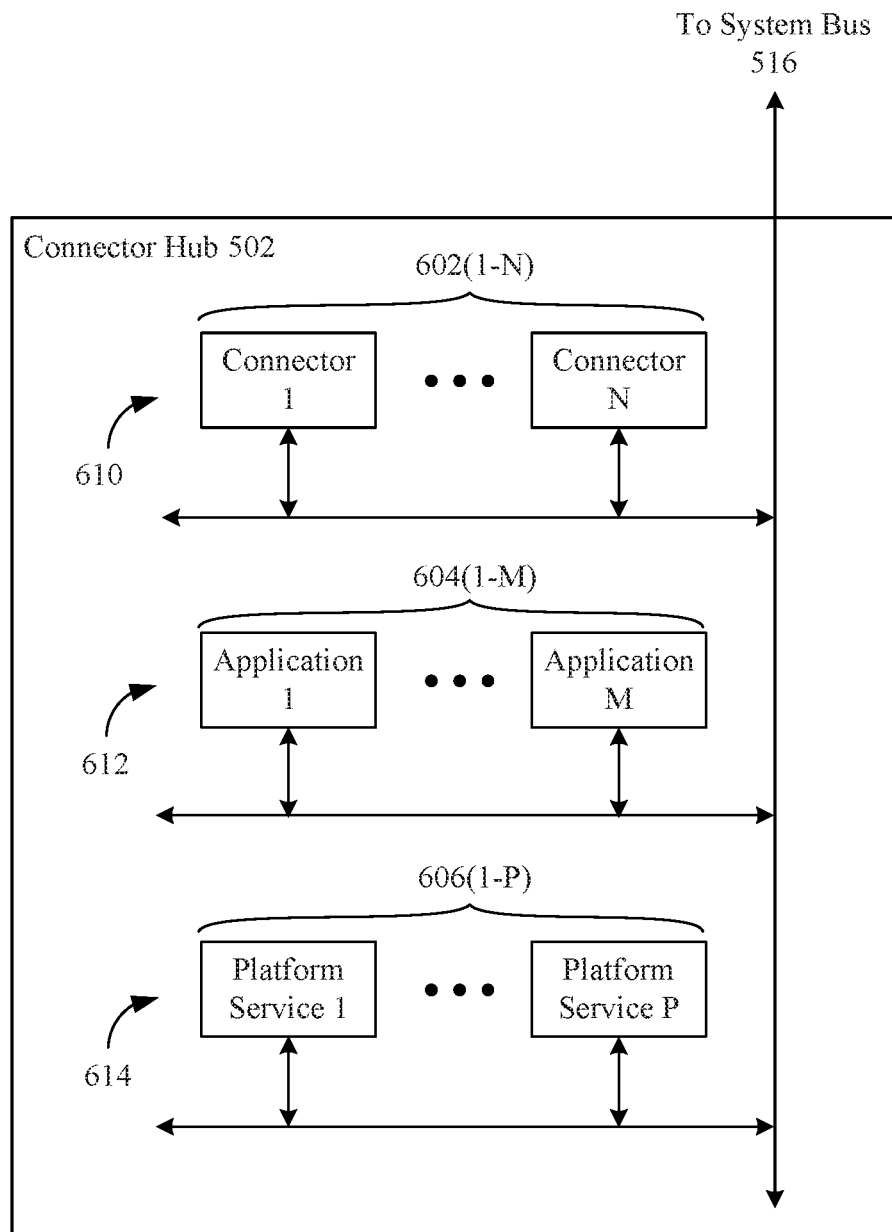 To System Bus
516
Connector Hub 502
602(1-N)
Connector
1
Connector
N
610
604(1-M)
Application
1
Application
M
612
606(1-P)
Platform
Service 1
Platform
Service P
614